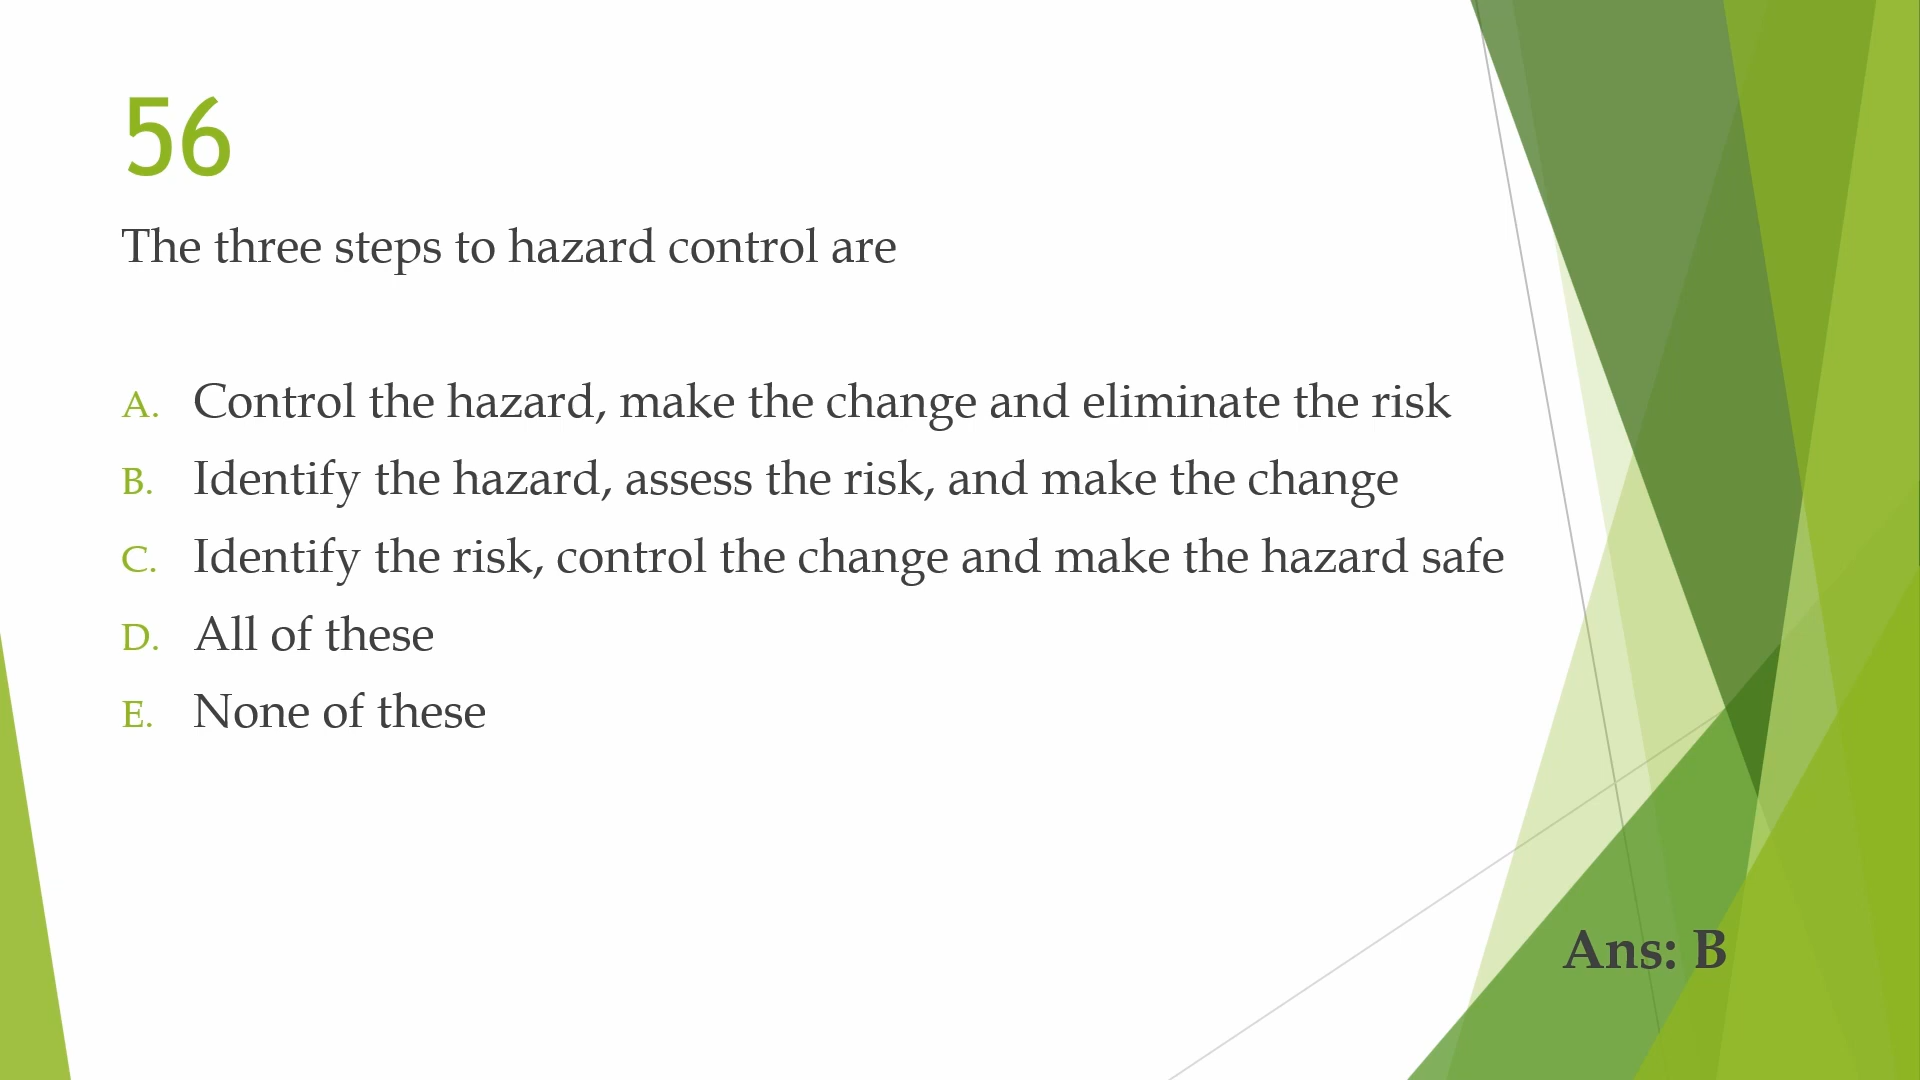 56
The three steps to hazard control are
A. Control the hazard, make the change and eliminate the risk
B. Identify the hazard, assess the risk, and make the change
C. Identify the risk, control the change and make the hazard safe
D. All of these
E. None of these
Ans: B